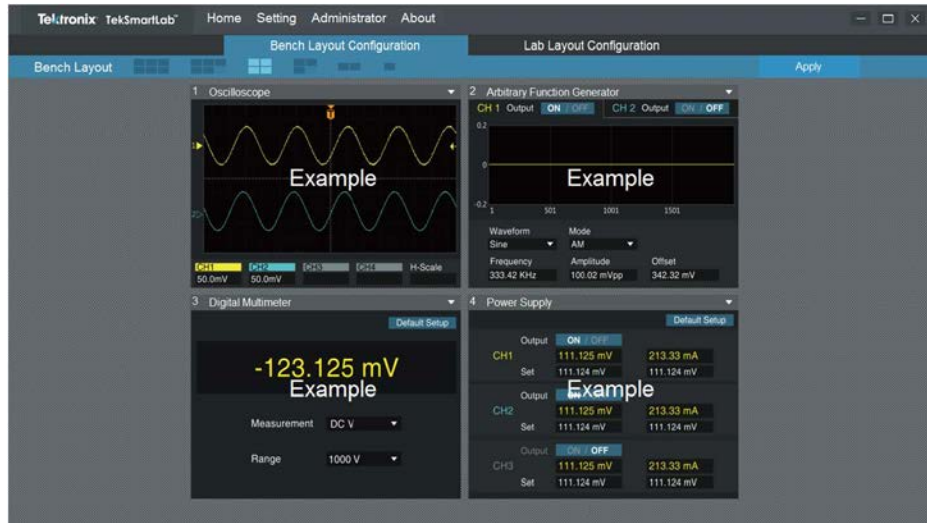 Tektronix TekSmartLab™ Home Setting Administrator About
Bench Layout Configuration Lab Layout Configuration
Bench Layout Apply
1 Oscilloscope
T
1
2
Example
CH1 CH2 CH3 CH4 H-Scale
50.0mV 50.0mV
2 Arbitrary Function Generator
CH 1 Output ON / OFF CH 2 Output ON / OFF
0.2
0
-0.2
1 501 1001 1501
Example
Waveform Mode
Sine AM
Frequency Amplitude Offset
333.42 KHz 100.02 mVpp 342.32 mV
3 Digital Multimeter
Default Setup
-123.125 mV
Example
Measurement DC V
Range 1000 V
4 Power Supply
Default Setup
Output ON / OFF
CH1 111.125 mV 213.33 mA
Set 111.124 mV 111.124 mV
Example
Output ON
CH2 111.125 mV 213.33 mA
Set 111.124 mV 111.124 mV
Output ON / OFF
CH3 111.125 mV 213.33 mA
Set 111.124 mV 111.124 mV